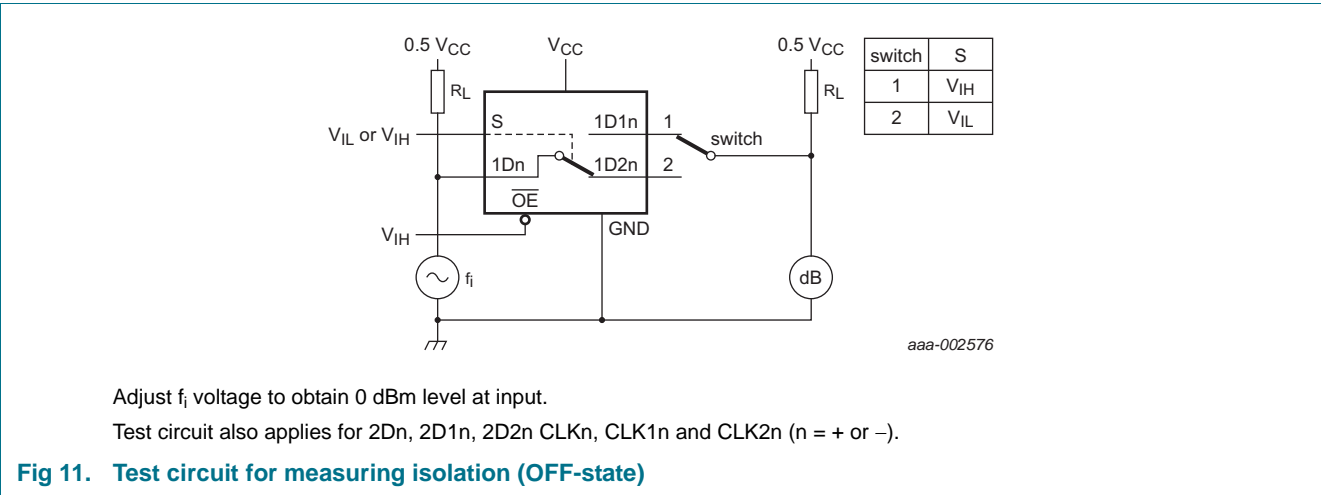 0.5 VCC VCC 0.5 VCC
switch S
RL RL
1 VIH
2 VIL
VIL or VIH S 1D1n 1 switch
1Dn 1D2n 2
OE
VIH GND
fi dB
aaa-002576
Adjust fi voltage to obtain 0 dBm level at input.
Test circuit also applies for 2Dn, 2D1n, 2D2n CLKn, CLK1n and CLK2n (n = + or −).
Fig 11. Test circuit for measuring isolation (OFF-state)